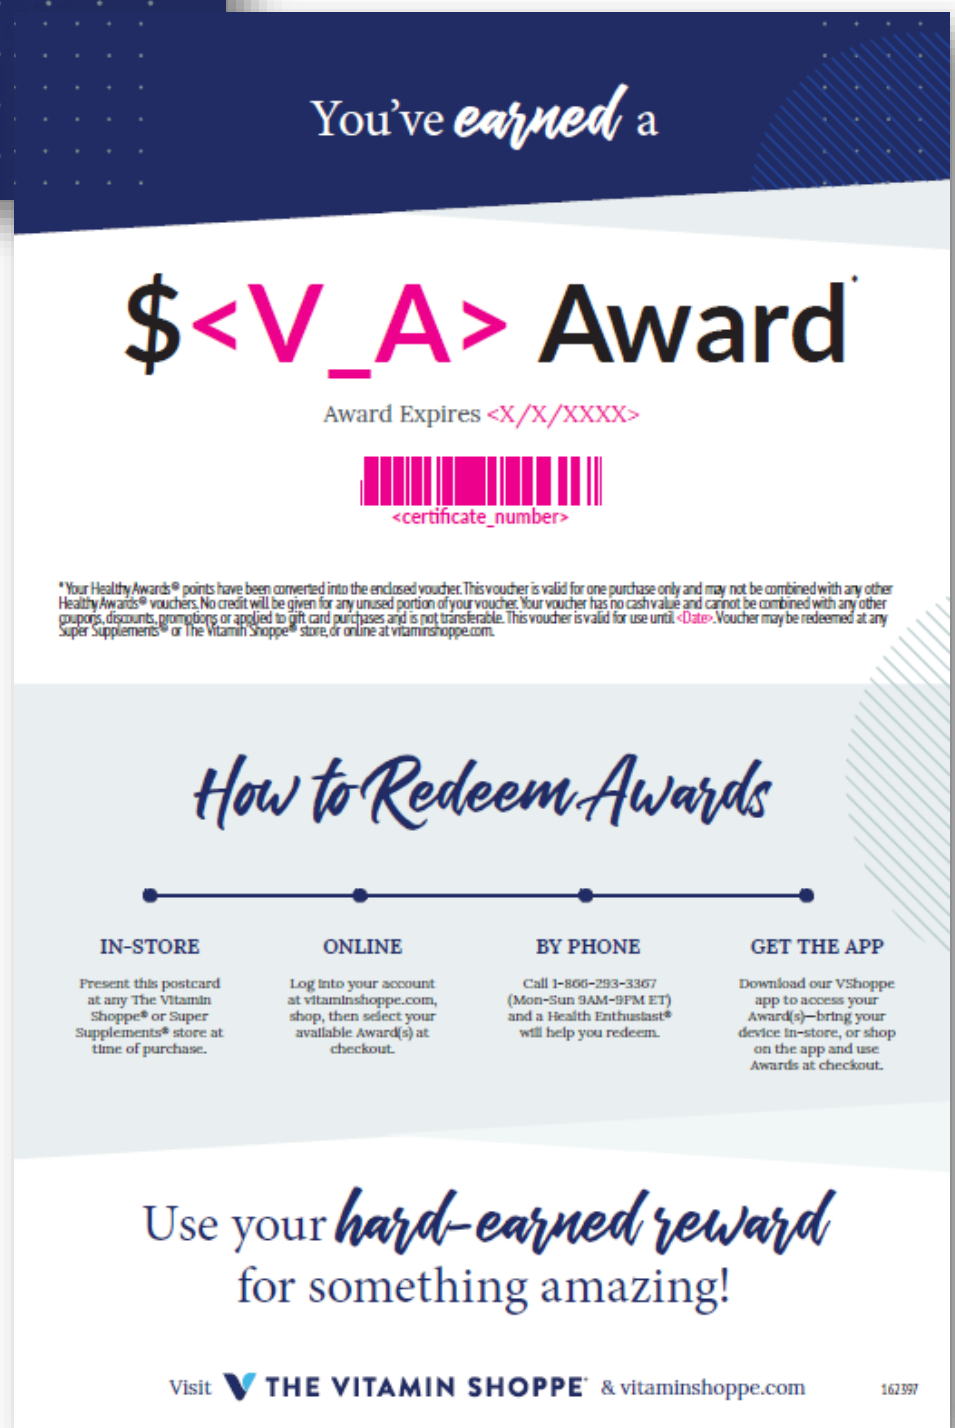 You've earned a
$<V_A> Award*
Award Expires <X/X/XXXX>
<certificate_number>
*Your Healthy Awards® points have been converted into the enclosed voucher. This voucher is valid for one purchase only and may not be combined with any other
Healthy Awards® vouchers. No credit will be given for any unused portion of your voucher. Your voucher has no cash value and cannot be combined with any other
coupons, discounts, promotions or applied to gift card purchases and is not transferable. This voucher is valid for use until <Date>. Voucher may be redeemed at any
Super Supplements® or The Vitamin Shoppe® store, or online at vitaminshoppe.com.
How to Redeem Awards
IN-STORE
Present this postcard
at any The Vitamin
Shoppe® or Super
Supplements® store at
time of purchase.
ONLINE
Log into your account
at vitaminshoppe.com,
shop, then select your
available Award(s) at
checkout.
BY PHONE
Call 1-866-293-3367
(Mon-Sun 9AM-9PM ET)
and a Health Enthusiast®
will help you redeem.
GET THE APP
Download our VShoppe
app to access your
Award(s)—bring your
device in-store, or shop
on the app and use
Awards at checkout.
Use your hard-earned reward
for something amazing!
Visit THE VITAMIN SHOPPE & vitaminshoppe.com
162397